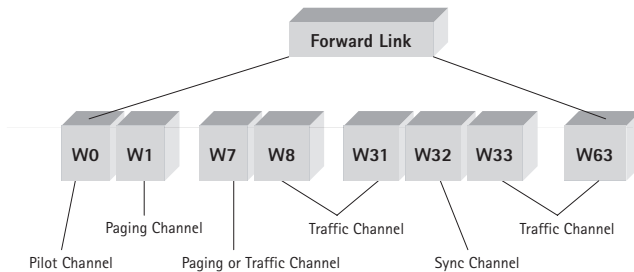 Forward Link
W0 W1 W7 W8 W31 W32 W33 W63
Paging Channel Traffic Channel Traffic Channel
Pilot Channel Paging or Traffic Channel Sync Channel